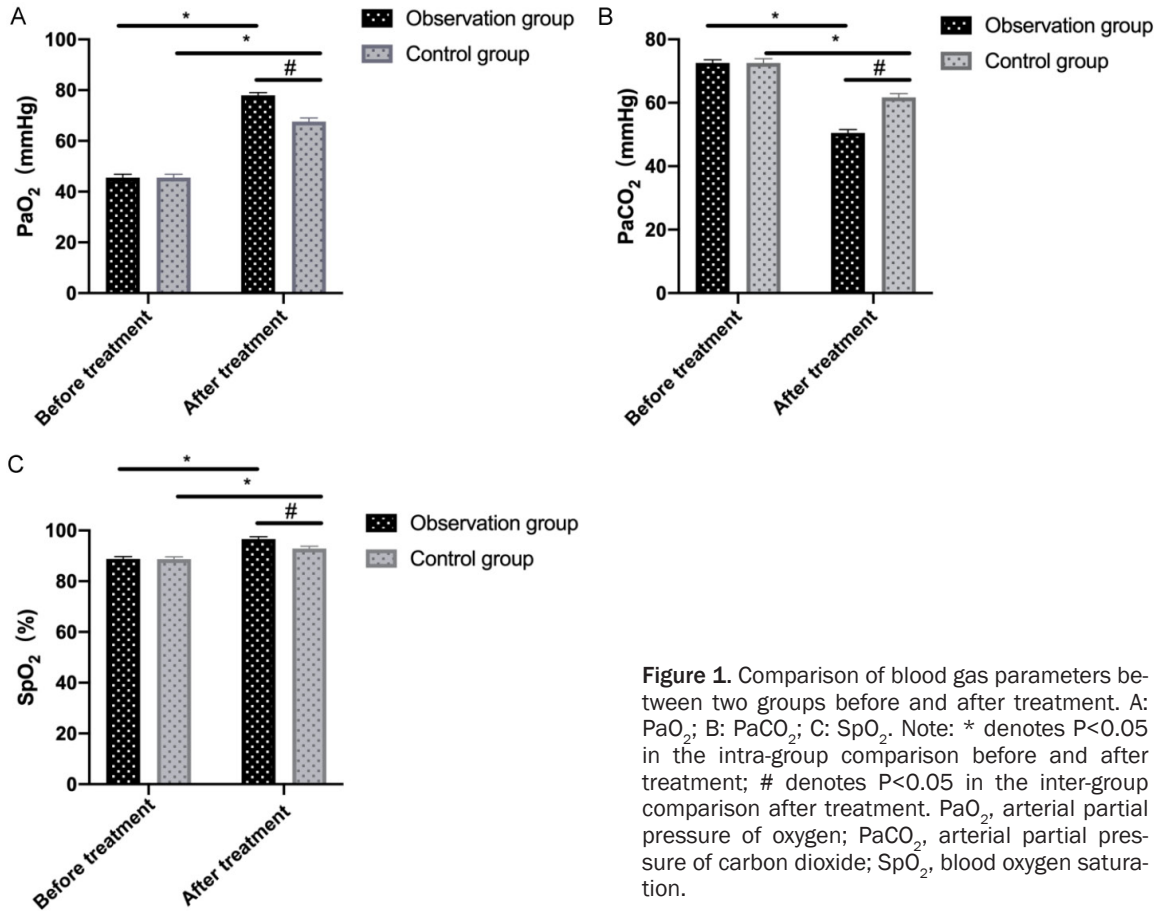 A
*
*
#
Observation group
Control group
100
80
60
40
20
0
PaO2 (mmHg)
Before treatment
After treatment
B
*
*
#
Observation group
Control group
80
60
40
20
0
PaCO2 (mmHg)
Before treatment
After treatment
C
*
*
#
Observation group
Control group
100
80
60
40
20
0
SpO2 (%)
Before treatment
After treatment
Figure 1. Comparison of blood gas parameters be-
tween two groups before and after treatment. A:
PaO2; B: PaCO2; C: SpO2. Note: * denotes P<0.05
in the intra-group comparison before and after
treatment; # denotes P<0.05 in the inter-group
comparison after treatment. PaO2, arterial partial
pressure of oxygen; PaCO2, arterial partial pres-
sure of carbon dioxide; SpO2, blood oxygen satura-
tion.